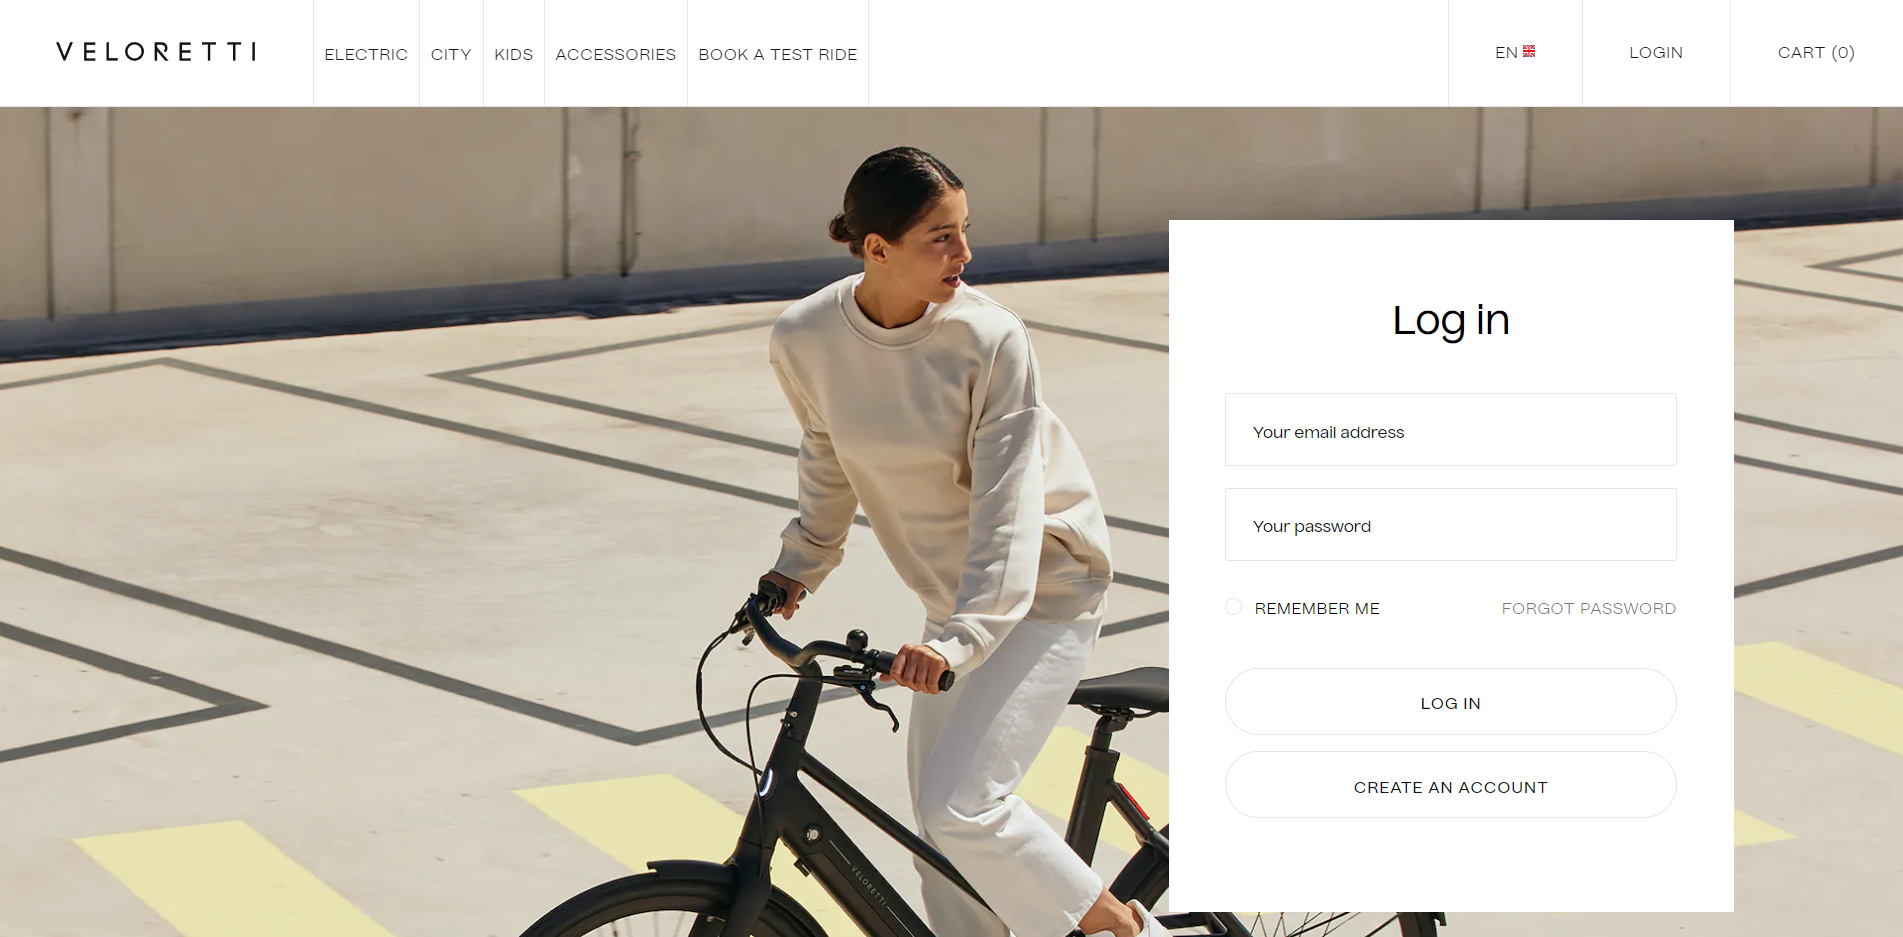 VELORETTI
ELECTRIC
CITY
KIDS
ACCESSORIES
BOOK A TEST RIDE
EN
LOGIN
CART (0)
Log in
Your email address
Your password
REMEMBER ME
FORGOT PASSWORD
LOG IN
CREATE AN ACCOUNT
VELORETTI